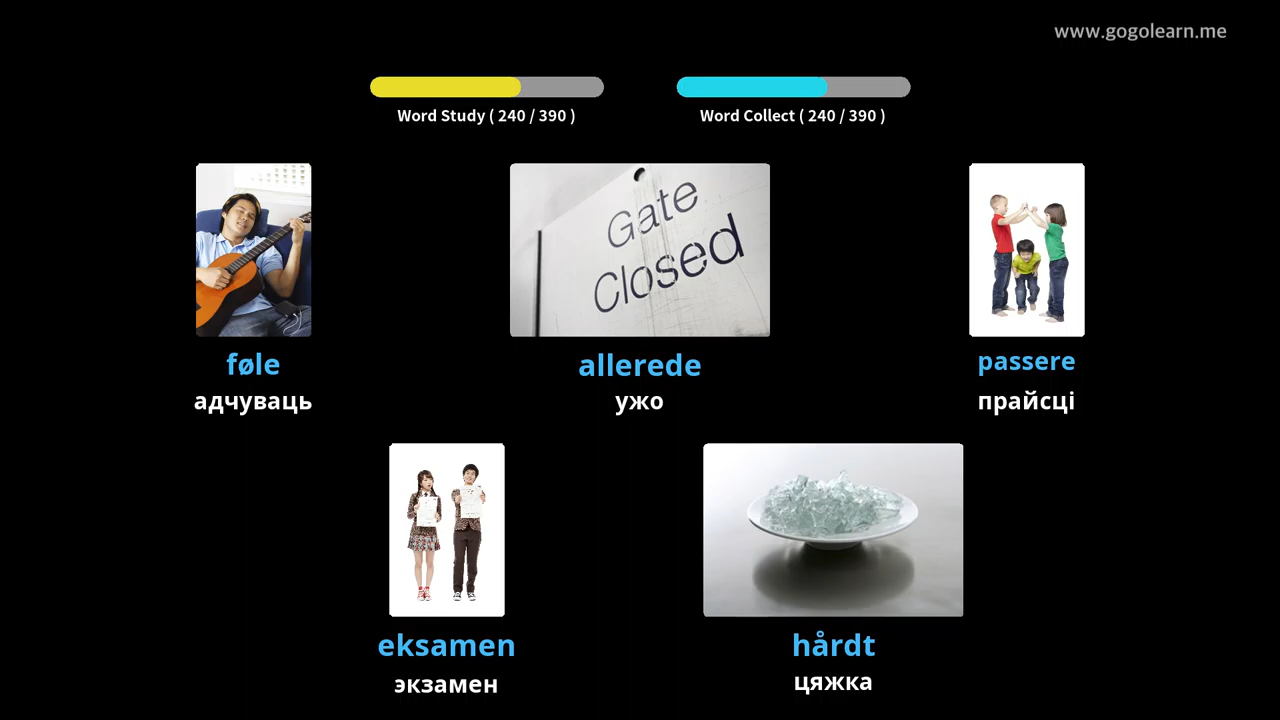 www.gogolearn.me
Word Study ( 240 / 390 )
Word Collect ( 240 / 390 )
Gate
Closed
føle
адчуваць
allerede
ужо
passere
прайсці
eksamen
экзамен
hårdt
цяжка